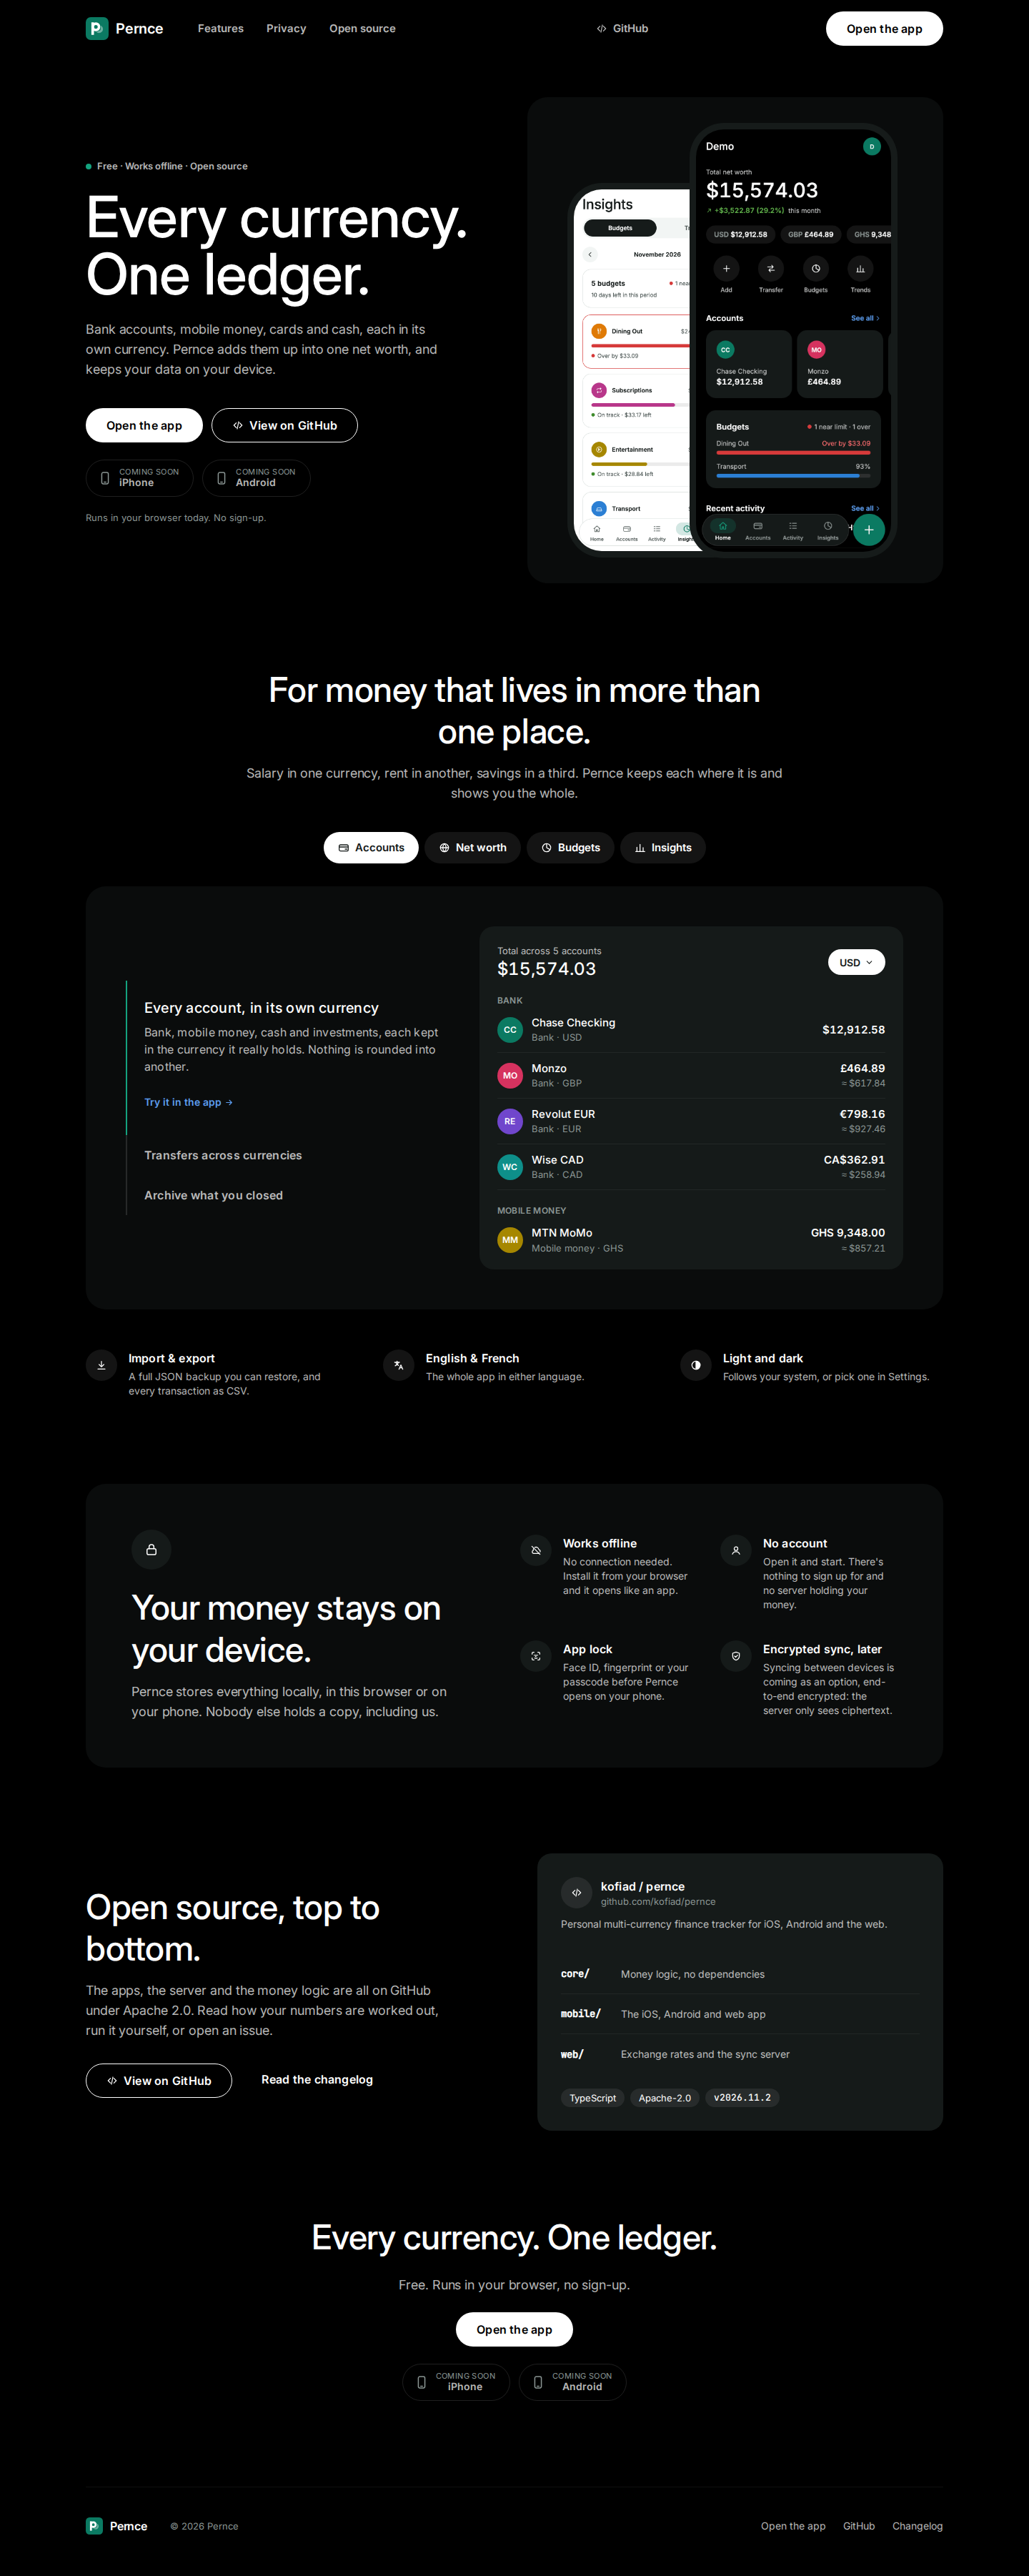 Pernce
Features
Privacy
Open source
GitHub
Open the app
Free · Works offline · Open source
Every currency.
One ledger.
Bank accounts, mobile money, cards and cash, each in its
own currency. Pernce adds them up into one net worth, and
keeps your data on your device.
Open the app
View on GitHub
COMING SOON
iPhone
COMING SOON
Android
Runs in your browser today. No sign-up.
Insights
Budgets
November 2026
5 budgets
10 days left in this period
Dining Out
Over by $33.09
Subscriptions
On track · $33.17 left
Entertainment
On track · $28.84 left
Transport
Home
Accounts
Activity
Demo
D
Total net worth
$15,574.03
+$3,522.87 (29.2%) this month
USD $12,912.58
GBP £464.89
GHS 9,348
Add
Transfer
Budgets
Trends
Accounts
See all
CC
Chase Checking
$12,912.58
MO
Monzo
£464.89
Budgets
1 near limit · 1 over
Dining Out
Over by $33.09
Transport
93%
Recent activity
See all
Home
Accounts
Activity
Insights
For money that lives in more than
one place.
Salary in one currency, rent in another, savings in a third. Pernce keeps each where it is and
shows you the whole.
Accounts
Net worth
Budgets
Insights
Every account, in its own currency
Bank, mobile money, cash and investments, each kept
in the currency it really holds. Nothing is rounded into
another.
Try it in the app →
Transfers across currencies
Archive what you closed
Total across 5 accounts
$15,574.03
USD
BANK
CC
Chase Checking
Bank · USD
$12,912.58
MO
Monzo
Bank · GBP
£464.89
≈ $617.84
RE
Revolut EUR
Bank · EUR
€798.16
≈ $927.46
WC
Wise CAD
Bank · CAD
CA$362.91
≈ $258.94
MOBILE MONEY
MM
MTN MoMo
Mobile money · GHS
GHS 9,348.00
≈ $857.21
Import & export
A full JSON backup you can restore, and
every transaction as CSV.
English & French
The whole app in either language.
Light and dark
Follows your system, or pick one in Settings.
Your money stays on
your device.
Pernce stores everything locally, in this browser or on
your phone. Nobody else holds a copy, including us.
Works offline
No connection needed.
Install it from your browser
and it opens like an app.
No account
Open it and start. There's
nothing to sign up for and
no server holding your
money.
App lock
Face ID, fingerprint or your
passcode before Pernce
opens on your phone.
Encrypted sync, later
Syncing between devices is
coming as an option, end-
to-end encrypted: the
server only sees ciphertext.
Open source, top to
bottom.
The apps, the server and the money logic are all on GitHub
under Apache 2.0. Read how your numbers are worked out,
run it yourself, or open an issue.
View on GitHub
Read the changelog
kofiad / pernce
github.com/kofiad/pernce
Personal multi-currency finance tracker for iOS, Android and the web.
core/
Money logic, no dependencies
mobile/
The iOS, Android and web app
web/
Exchange rates and the sync server
TypeScript
Apache-2.0
v2026.11.2
Every currency. One ledger.
Free. Runs in your browser, no sign-up.
Open the app
COMING SOON
iPhone
COMING SOON
Android
Pernce
© 2026 Pernce
Open the app
GitHub
Changelog